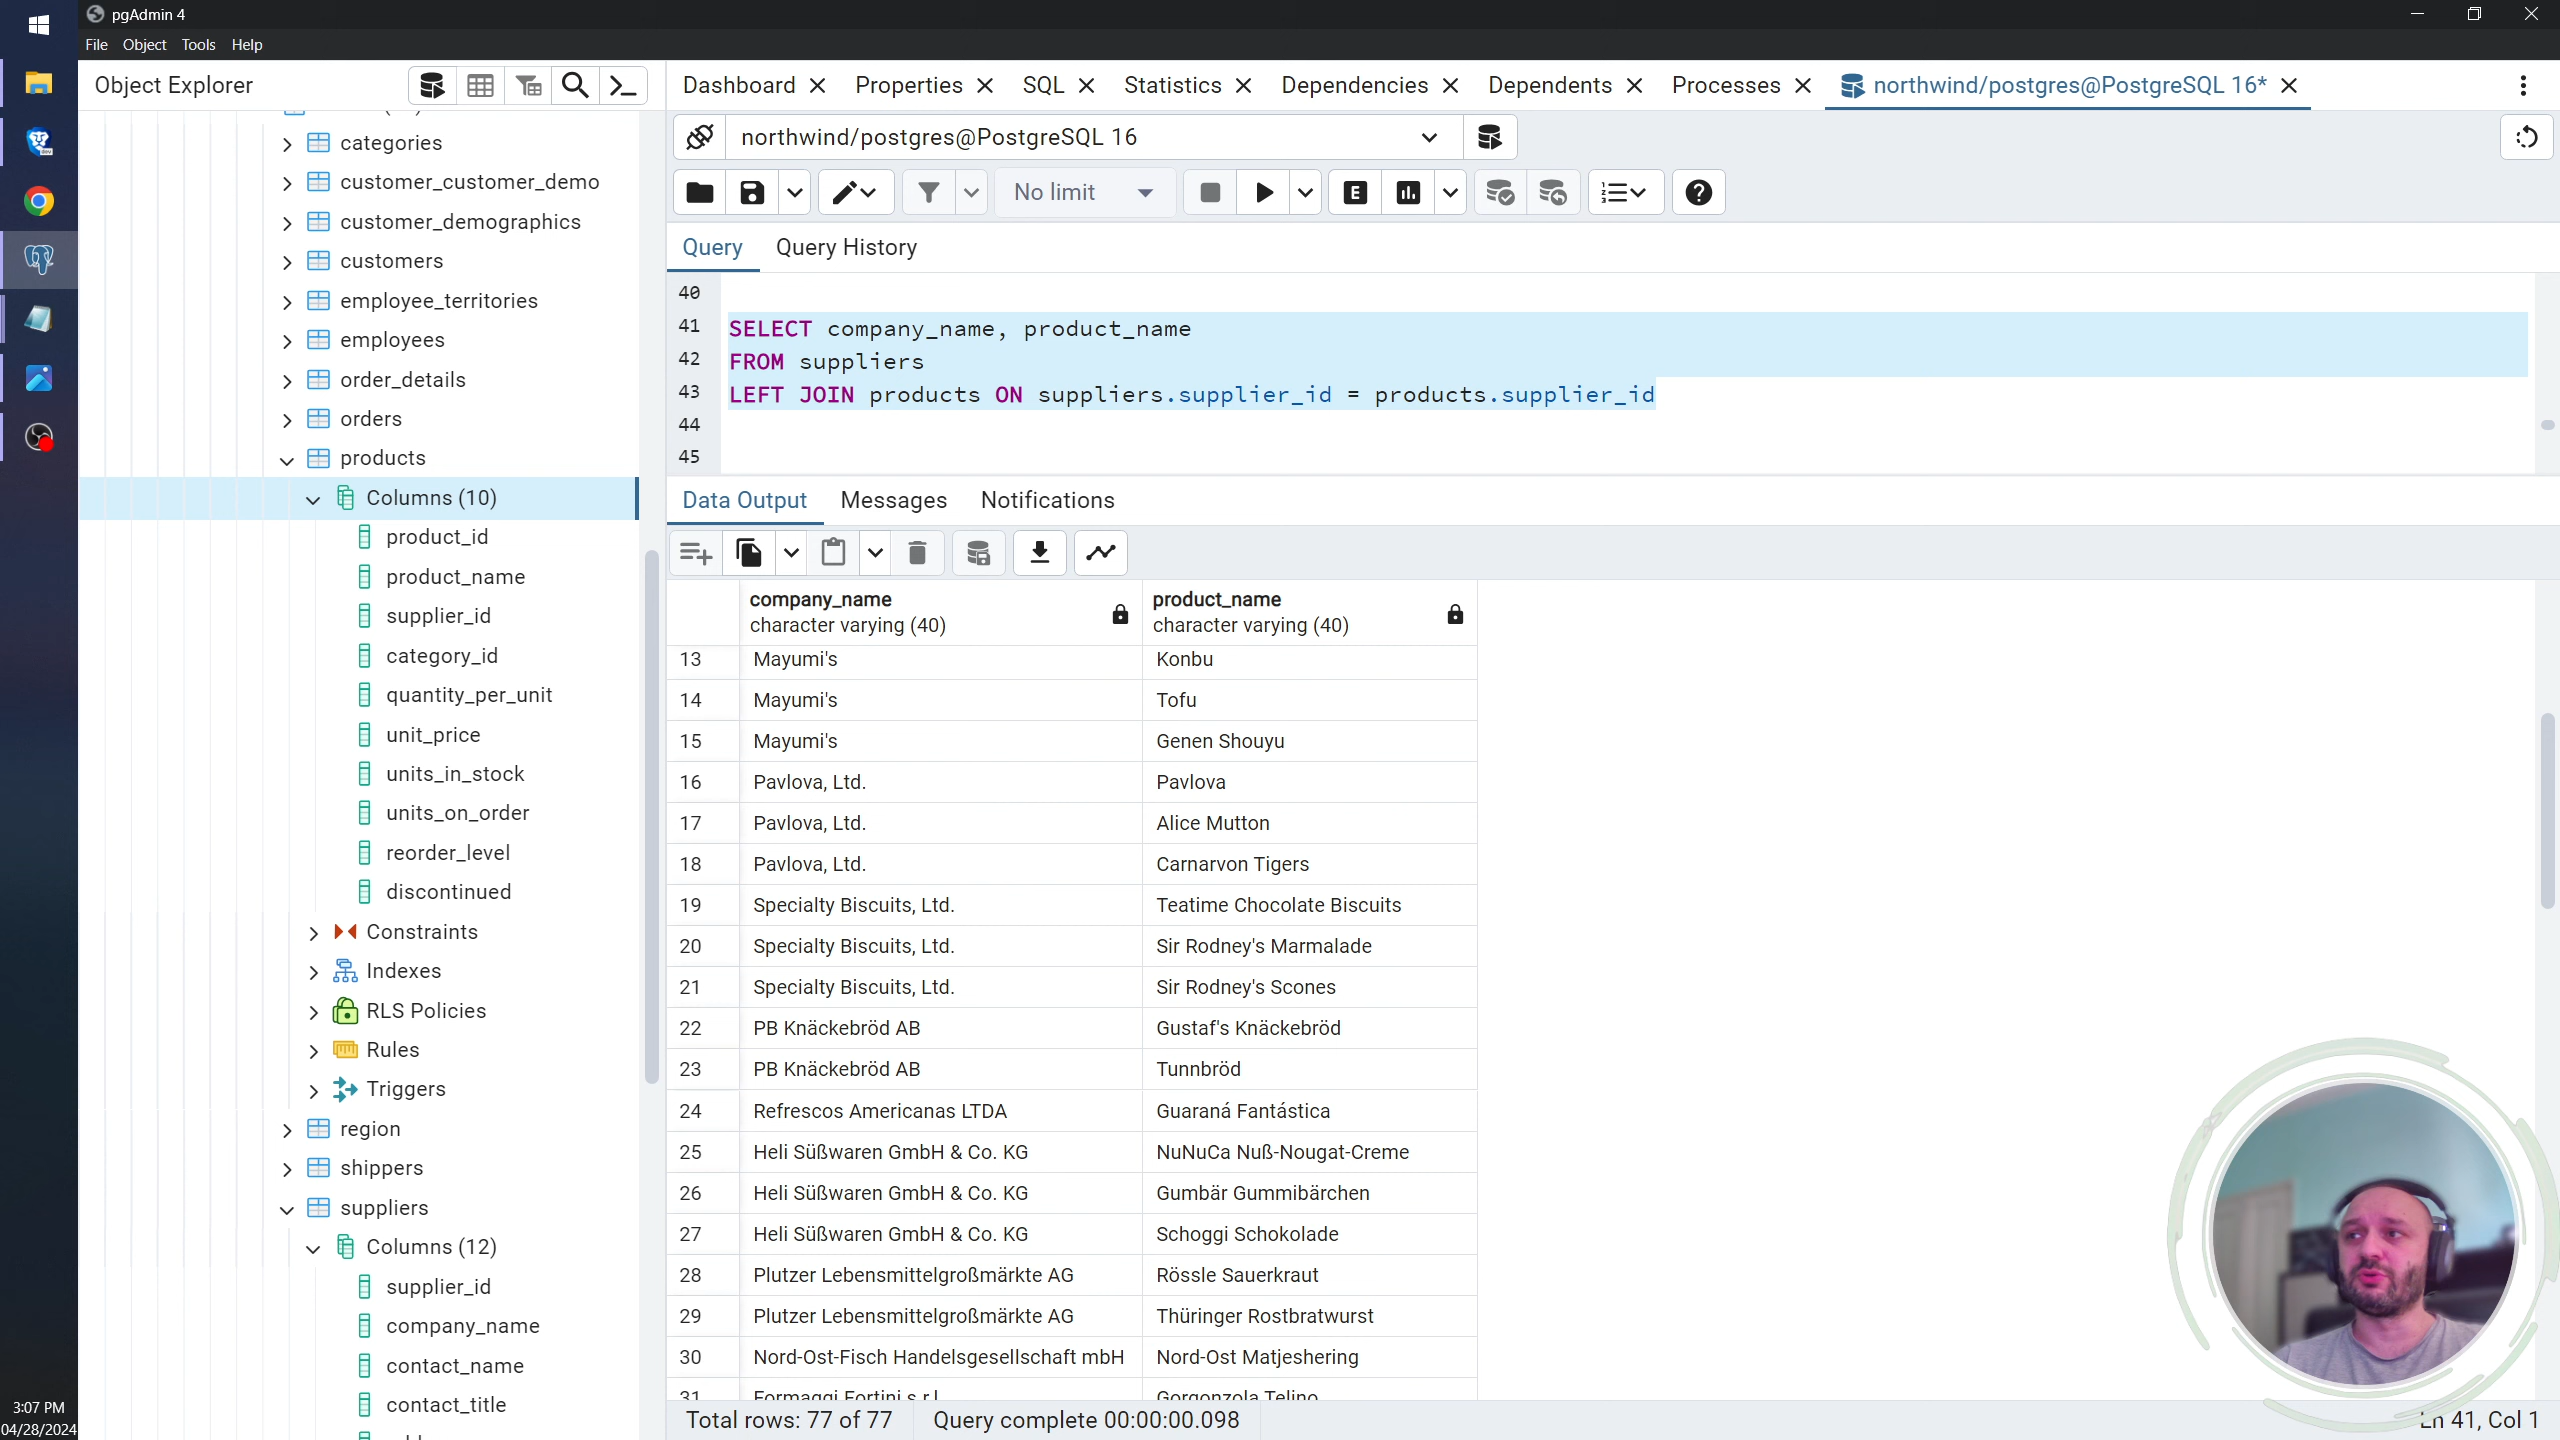 pgAdmin 4
File Object Tools Help
Object Explorer
Dashboard
Properties
SQL
Statistics
Dependencies
Dependents
Processes
northwind/postgres@PostgreSQL 16*
northwind/postgres@PostgreSQL 16
No limit
Query
Query History
categories
customer_customer_demo
customer_demographics
customers
employee_territories
employees
order_details
orders
products
Columns (10)
product_id
product_name
supplier_id
category_id
quantity_per_unit
unit_price
units_in_stock
units_on_order
reorder_level
discontinued
Constraints
Indexes
RLS Policies
Rules
Triggers
region
shippers
suppliers
Columns (12)
supplier_id
company_name
contact_name
contact_title
40
41 SELECT company_name, product_name
42 FROM suppliers
43 LEFT JOIN products ON suppliers.supplier_id = products.supplier_id
44
45
Data Output
Messages
Notifications
company_name
character varying (40)
product_name
character varying (40)
13 Mayumi's Konbu
14 Mayumi's Tofu
15 Mayumi's Genen Shouyu
16 Pavlova, Ltd. Pavlova
17 Pavlova, Ltd. Alice Mutton
18 Pavlova, Ltd. Carnarvon Tigers
19 Specialty Biscuits, Ltd. Teatime Chocolate Biscuits
20 Specialty Biscuits, Ltd. Sir Rodney's Marmalade
21 Specialty Biscuits, Ltd. Sir Rodney's Scones
22 PB Knäckebröd AB Gustaf's Knäckebröd
23 PB Knäckebröd AB Tunnbröd
24 Refrescos Americanas LTDA Guaraná Fantástica
25 Heli Süßwaren GmbH & Co. KG NuNuCa Nuß-Nougat-Creme
26 Heli Süßwaren GmbH & Co. KG Gumbär Gummibärchen
27 Heli Süßwaren GmbH & Co. KG Schoggi Schokolade
28 Plutzer Lebensmittelgroßmärkte AG Rössle Sauerkraut
29 Plutzer Lebensmittelgroßmärkte AG Thüringer Rostbratwurst
30 Nord-Ost-Fisch Handelsgesellschaft mbH Nord-Ost Matjeshering
31 Formaggi Fortini s.r.l. Gorgonzola Telino
Total rows: 77 of 77
Query complete 00:00:00.098
Ln 41, Col 1
3:07 PM
04/28/2024